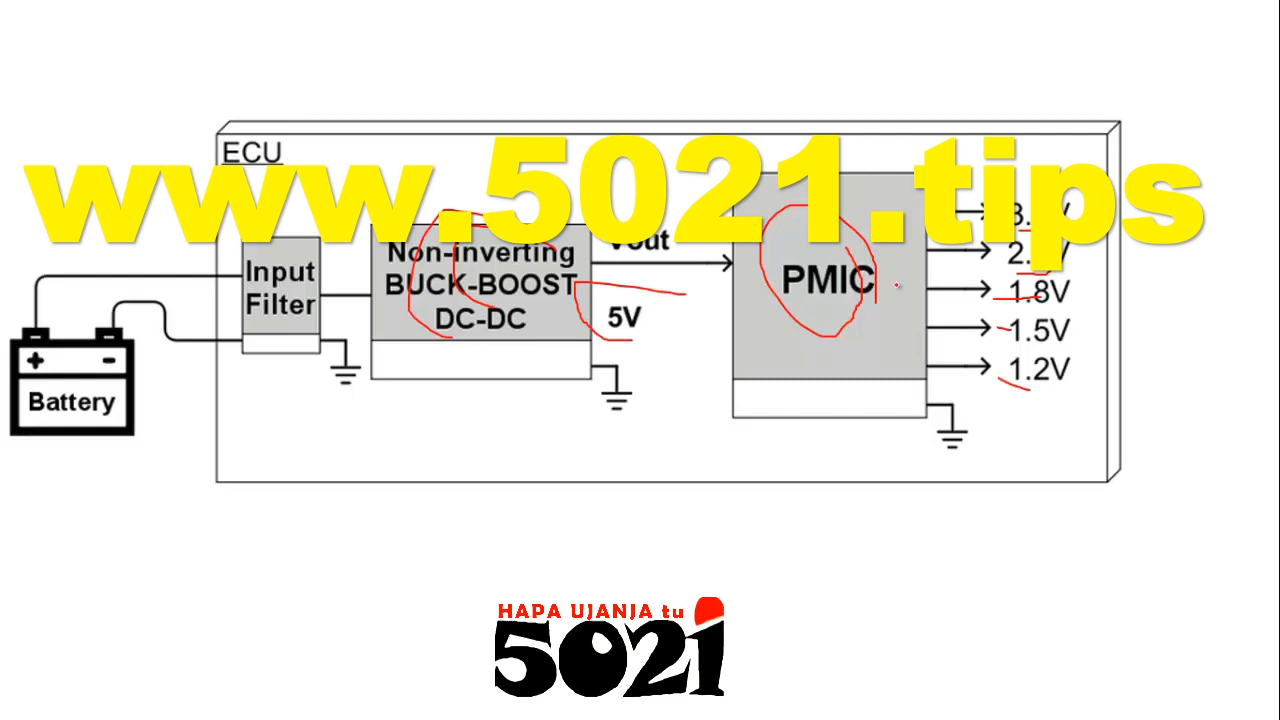 www.5021.tips
ECU
Input
Filter
Non-inverting
BUCK-BOOST
DC-DC
Vout
5V
PMIC
1.8V
1.5V
1.2V
+ -
Battery
HAPA UJANJA tu
5021